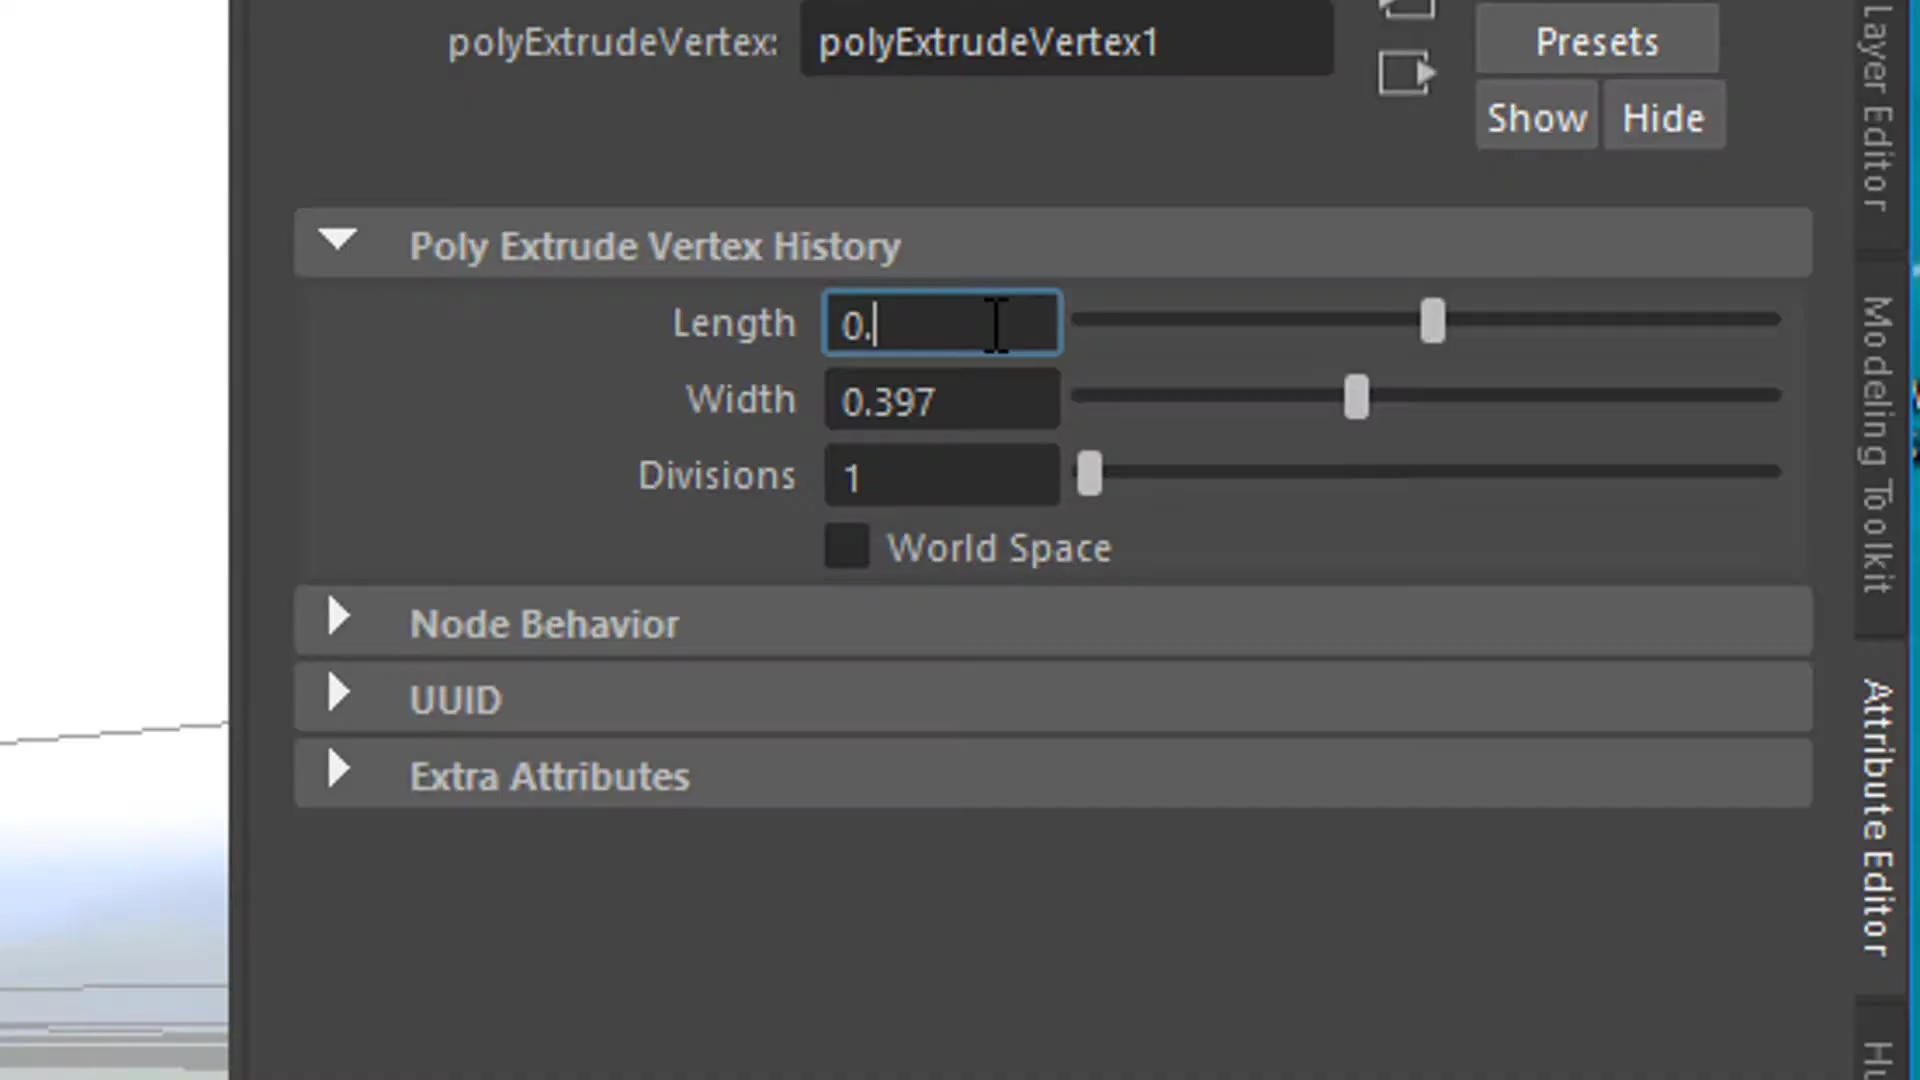 polyExtrudeVertex: polyExtrudeVertex1
Presets
Show Hide
Poly Extrude Vertex History
Length 0.
Width 0.397
Divisions 1
World Space
Node Behavior
UUID
Extra Attributes
Layer Editor
Modeling Toolkit
Attribute Editor